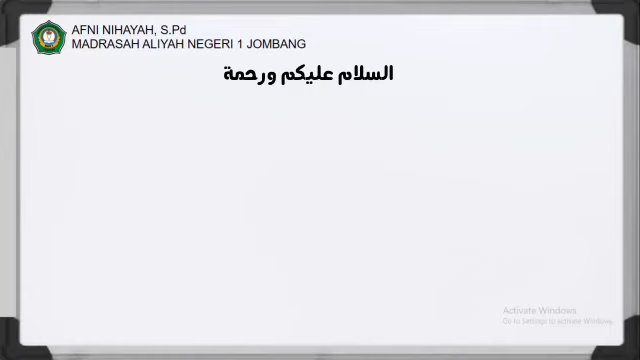 AFNI NIHAYAH, S.Pd
MADRASAH ALIYAH NEGERI 1 JOMBANG
السلام عليكم ورحمة
Activate Windows
Go to Settings to activate Windows.